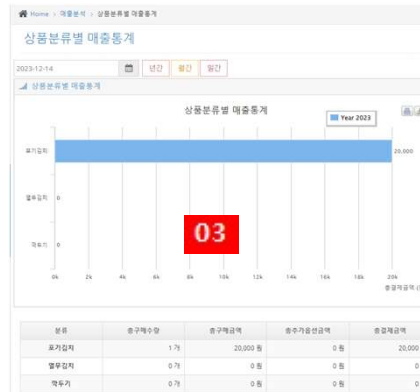 Home > 매출분석 > 상품분류별 매출통계
상품분류별 매출통계
2023-12-14 년간 월간 일간
상품분류별 매출통계
상품분류별 매출통계
Year 2023
포기김치 20,000
열무김치 0
깍두기 0
03
0k 2k 4k 6k 8k 10k 12k 14k 16k 18k 20k
총결제금액
분류 총구매수량 총구매금액 총추가옵션금액 총결제금액
포기김치 1 개 20,000 원 0 원 20,000
열무김치 0 개 0 원 0 원 0
깍두기 0 개 0 원 0 원 0